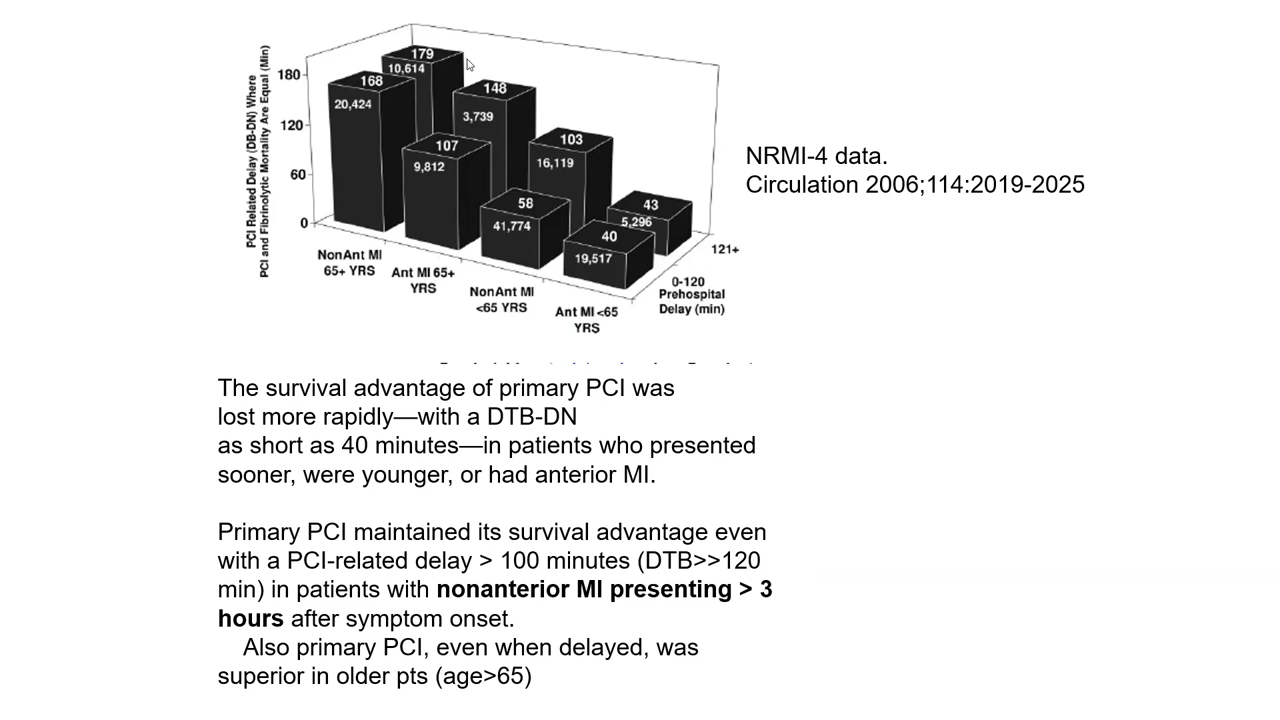 PCI Related Delay (DB-DN) Where
PCI and Fibrinolytic Mortality Are Equal (Min)
180
120
60
0
179
10,614
168
20,424
148
3,739
107
9,812
103
16,119
58
41,774
43
5,296
40
19,517
NonAnt MI
65+ YRS
Ant MI 65+
YRS
NonAnt MI
<65 YRS
Ant MI <65
YRS
121+
0-120
Prehospital
Delay (min)
NRMI-4 data.
Circulation 2006;114:2019-2025
The survival advantage of primary PCI was
lost more rapidly—with a DTB-DN
as short as 40 minutes—in patients who presented
sooner, were younger, or had anterior MI.
Primary PCI maintained its survival advantage even
with a PCI-related delay > 100 minutes (DTB>>120
min) in patients with nonanterior MI presenting > 3
hours after symptom onset.
Also primary PCI, even when delayed, was
superior in older pts (age>65)